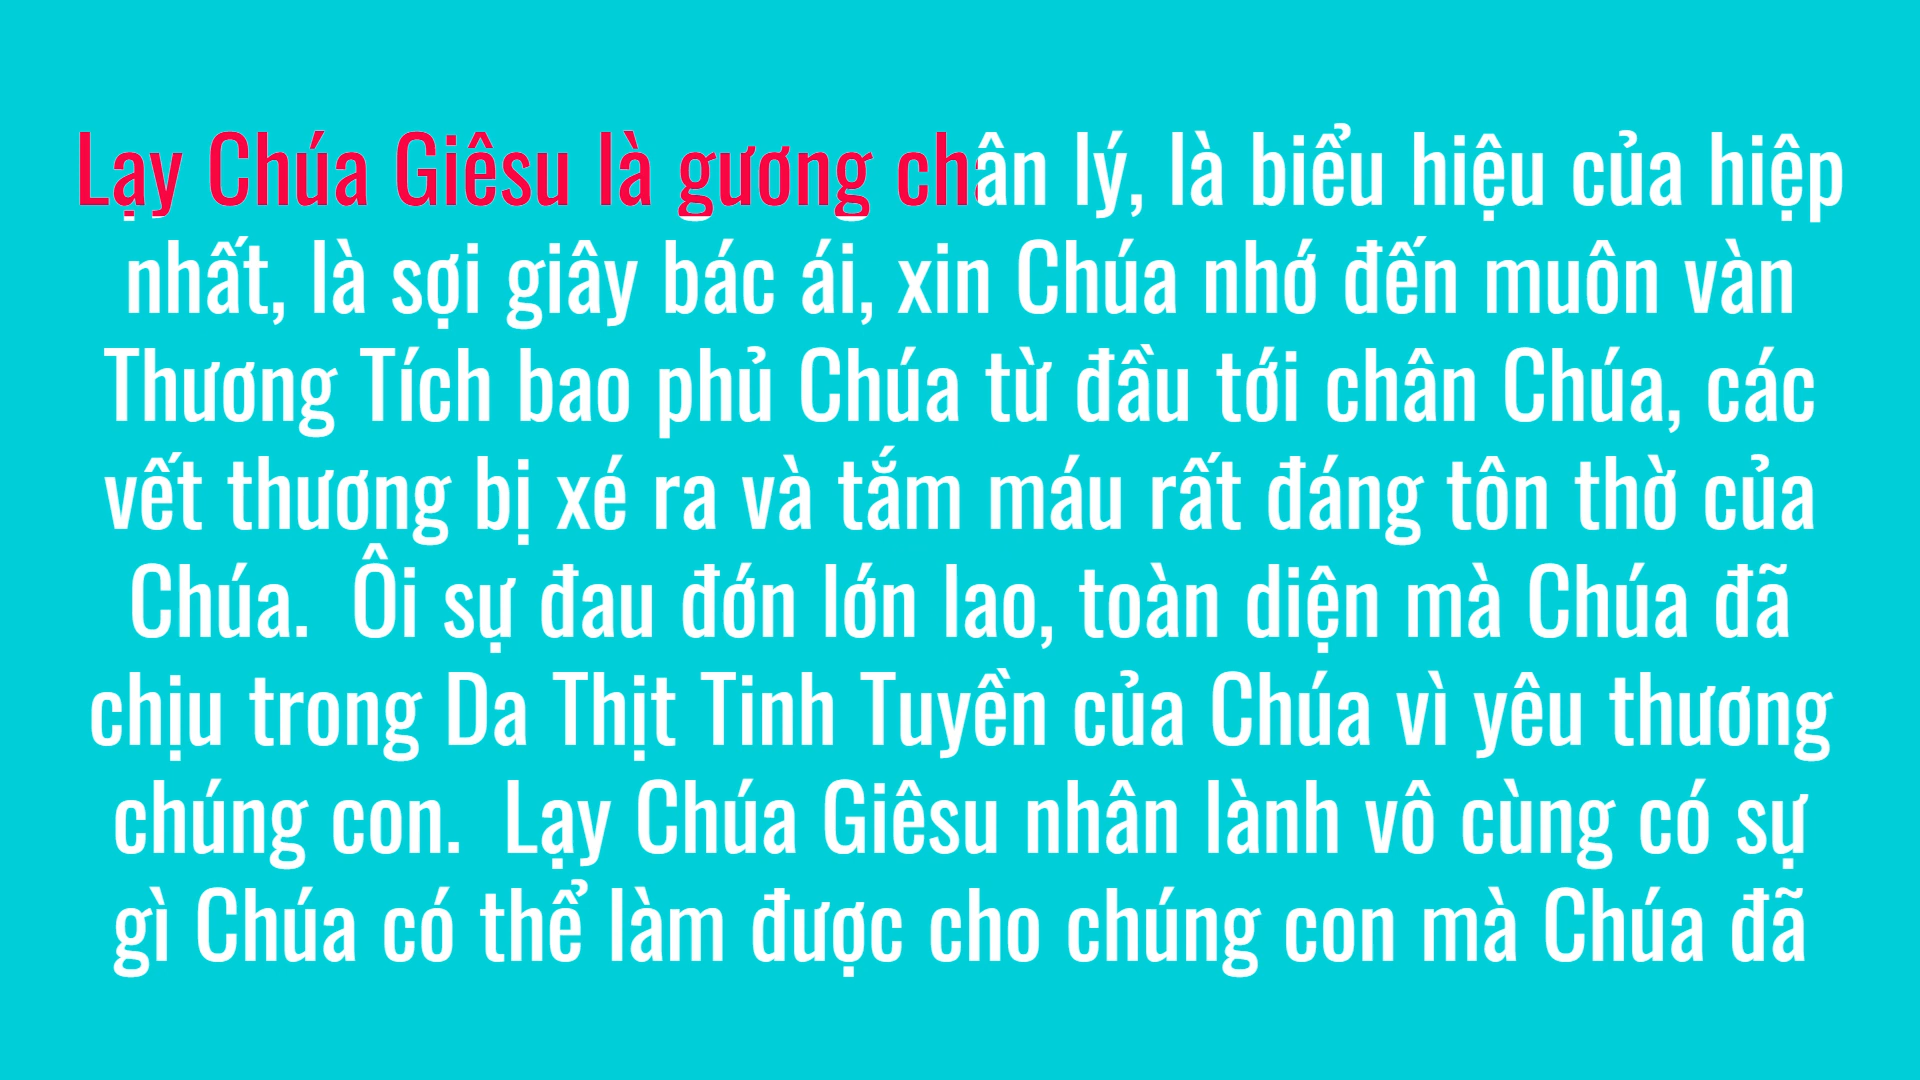 Lạy Chúa Giêsu là gương chân lý, là biểu hiệu của hiệp
nhất, là sợi giây bác ái, xin Chúa nhớ đến muôn vàn
Thương Tích bao phủ Chúa từ đầu tới chân Chúa, các
vết thương bị xé ra và tắm máu rất đáng tôn thờ của
Chúa.  Ôi sự đau đớn lớn lao, toàn diện mà Chúa đã
chịu trong Da Thịt Tinh Tuyền của Chúa vì yêu thương
chúng con.  Lạy Chúa Giêsu nhân lành vô cùng có sự
gì Chúa có thể làm được cho chúng con mà Chúa đã